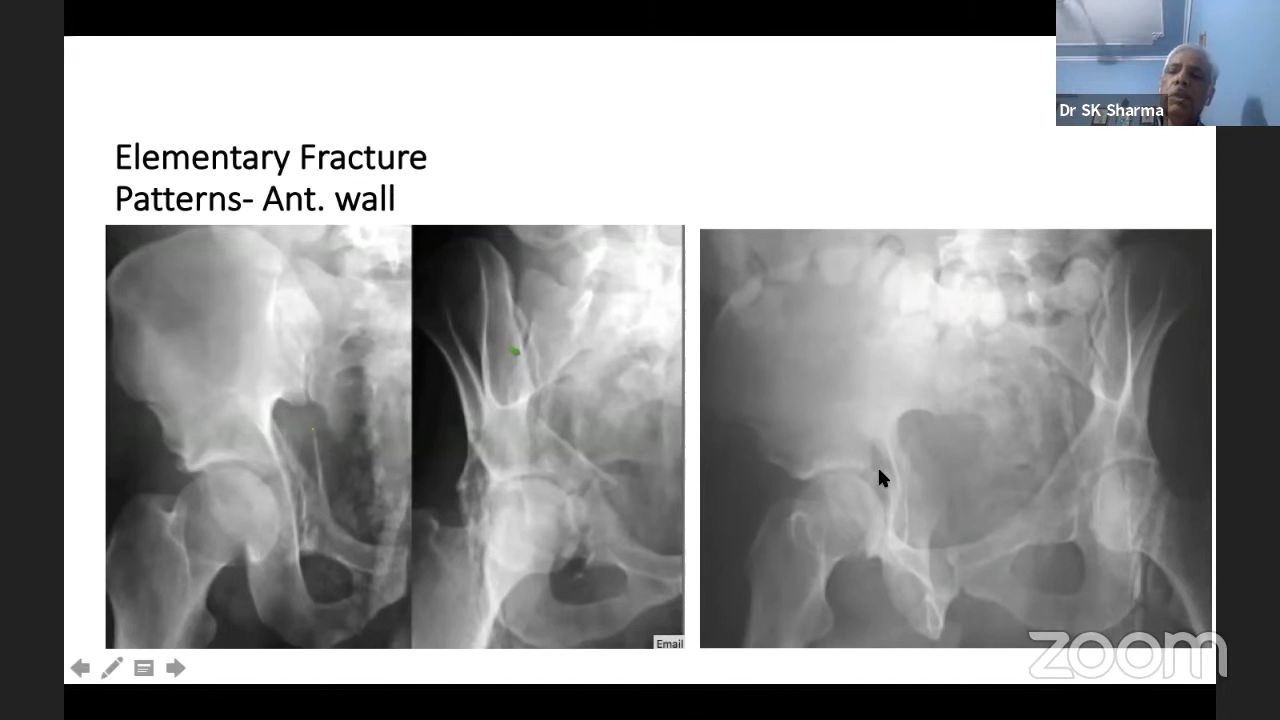 Dr SK Sharma
Elementary Fracture
Patterns- Ant. wall
Email
zoom